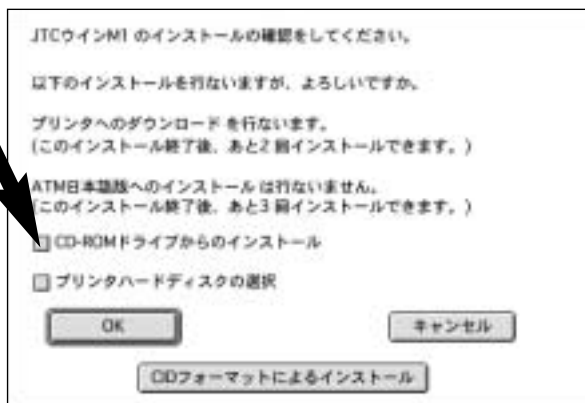 JTCウインM1 のインストールの確認をしてください。
以下のインストールを行ないますが、よろしいですか。
プリンタへのダウンロード を行ないます。
(このインストール終了後、あと2 回インストールできます。)
ATM日本語版へのインストール は行ないません。
(このインストール終了後、あと3 回インストールできます。)
CD-ROMドライブからのインストール
プリンタハードディスクの選択
OK キャンセル
CIDフォーマットによるインストール